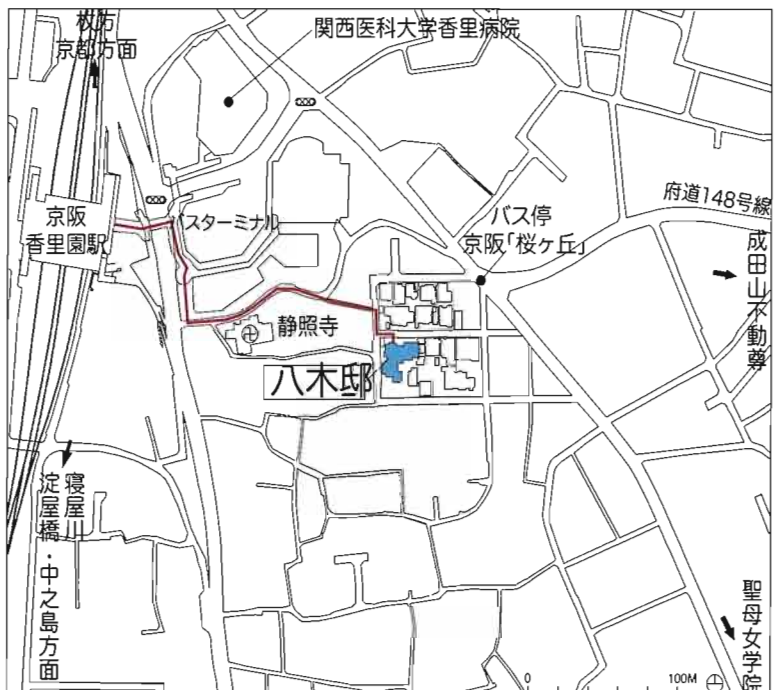 枚方
京都方面
関西医科大学香里病院
京阪
香里園駅
バスターミナル
バス停
京阪「桜ヶ丘」
府道148号線
成田山不動尊
静照寺
八木邸
寝屋川
淀屋橋・中之島方面
聖母女学院
0
100M